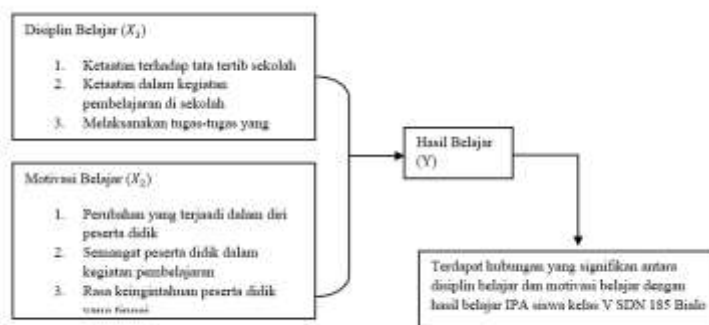 Disiplin Belajar (X₁)
1. Ketaatan terhadap tata tertib sekolah
2. Ketaatan dalam kegiatan
pembelajaran di sekolah
3. Melaksanakan tugas-tugas yang
Motivasi Belajar (X₂)
1. Perubahan yang terjaadi dalam diri
peserta didik
2. Semangat peserta didik dalam
kegiatan pembelajaran
3. Rasa keingintahuan peserta didik
Hasil Belajar
(Y)
Terdapat hubungan yang signifikan antara
disiplin belajar dan motivasi belajar dengan
hasil belajar IPA siswa kelas V SDN 185 Bialo